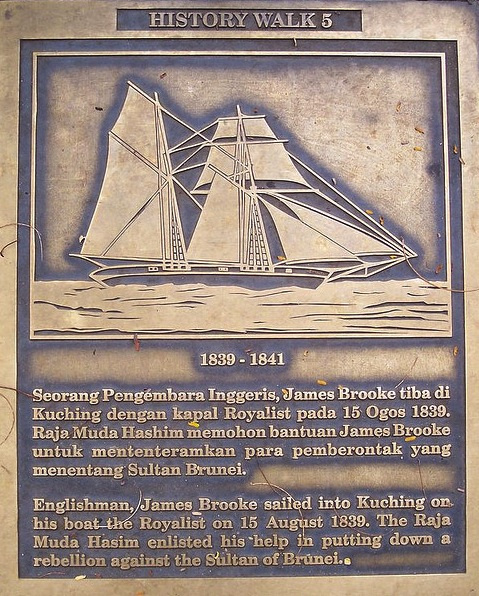 HISTORY WALK 5
1839 - 1841
Seorang Pengembara Inggeris, James Brooke tiba di
Kuching dengan kapal Royalist pada 15 Ogos 1839.
Raja Muda Hashim memohon bantuan James Brooke
untuk mententeramkan para pemberontak yang
menentang Sultan Brunei.
Englishman, James Brooke sailed into Kuching on
his boat the Royalist on 15 August 1839. The Raja
Muda Hasim enlisted his help in putting down a
rebellion against the Sultan of Brunei.